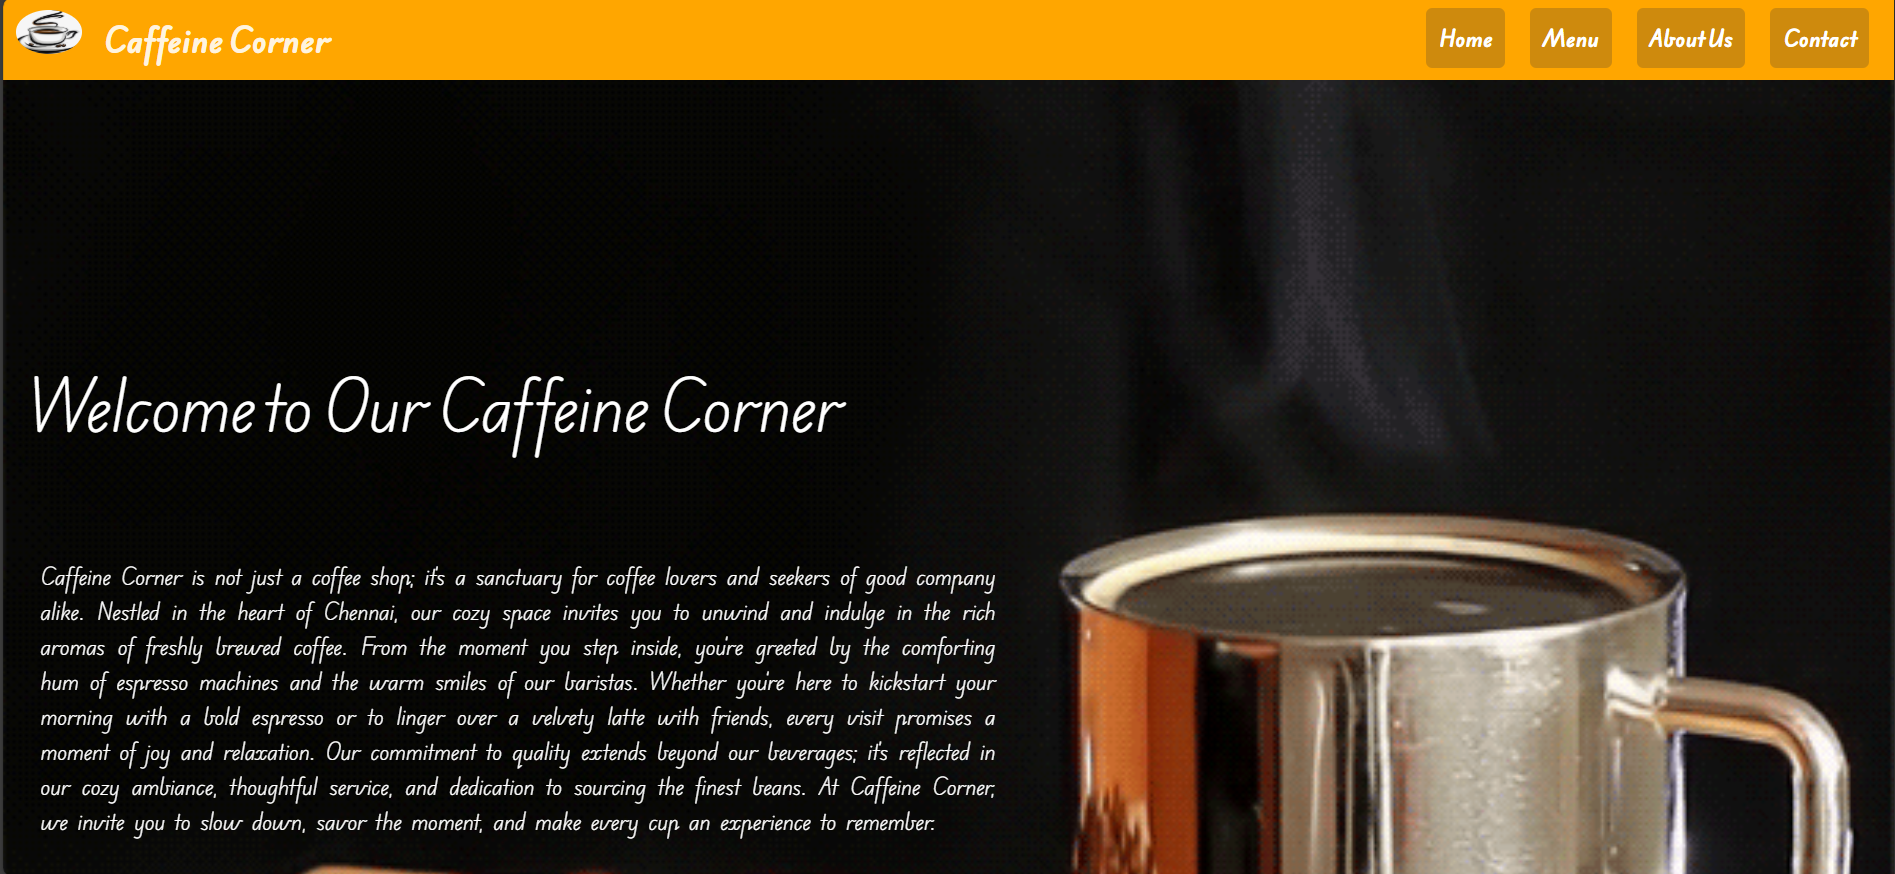 Caffeine Corner
Home
Menu
About Us
Contact
Welcome to Our Caffeine Corner
Caffeine Corner is not just a coffee shop; it's a sanctuary for coffee lovers and seekers of good company
alike. Nestled in the heart of Chennai, our cozy space invites you to unwind and indulge in the rich
aromas of freshly brewed coffee. From the moment you step inside, you're greeted by the comforting
hum of espresso machines and the warm smiles of our baristas. Whether you're here to kickstart your
morning with a bold espresso or to linger over a velvety latte with friends, every visit promises a
moment of joy and relaxation. Our commitment to quality extends beyond our beverages; it's reflected in
our cozy ambiance, thoughtful service, and dedication to sourcing the finest beans. At Caffeine Corner,
we invite you to slow down, savor the moment, and make every cup an experience to remember.